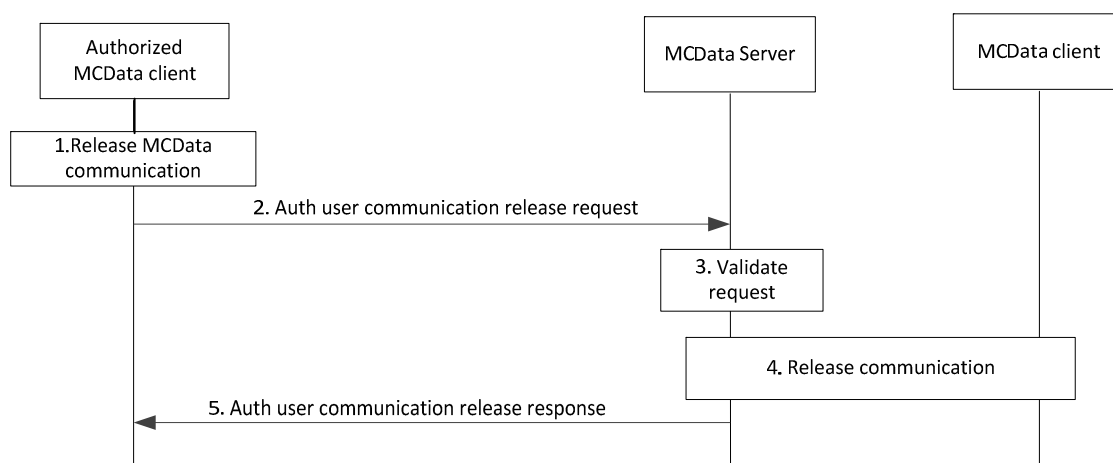 Authorized
MCData client
MCData Server
MCData client
1.Release MCData
communication
2. Auth user communication release request
3. Validate
request
4. Release communication
5. Auth user communication release response